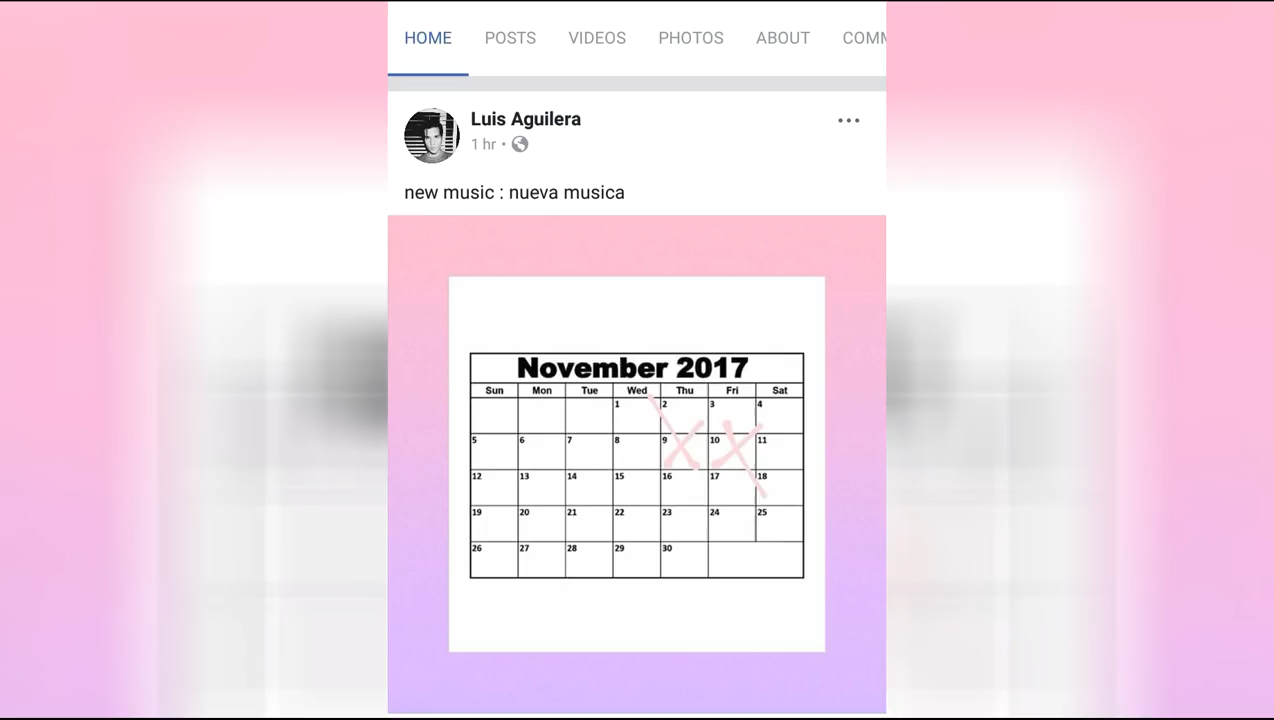 HOME POSTS VIDEOS PHOTOS ABOUT COMM
Luis Aguilera
1 hr
new music : nueva musica
November 2017
Sun Mon Tue Wed Thu Fri Sat
1 2 3 4
5 6 7 8 9 10 11
12 13 14 15 16 17 18
19 20 21 22 23 24 25
26 27 28 29 30